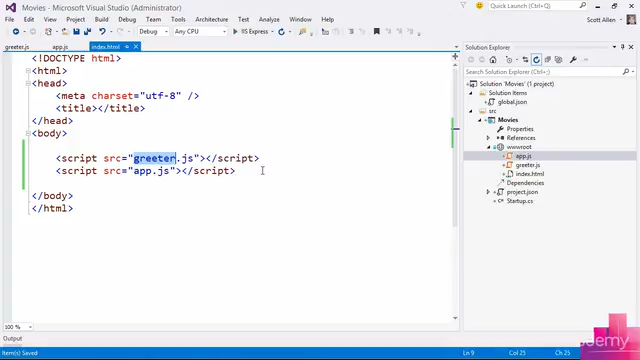 Movies - Microsoft Visual Studio (Administrator)
File Edit View Project Build Debug Team Tools Architecture Test Analyze Window Help
Scott Allen
Debug Any CPU IIS Express
greeter.js app.js index.html
<!DOCTYPE html>
<html>
<head>
<meta charset="utf-8" />
<title></title>
</head>
<body>
<script src="greeter.js"></script>
<script src="app.js"></script>
</body>
</html>
100 %
Output
Item(s) Saved Ln 9 Col 25 Ch 25 INS
Solution Explorer
Search Solution Explorer (Ctrl+;)
Solution 'Movies' (1 project)
Solution Items
global.json
src
Movies
Properties
References
wwwroot
app.js
greeter.js
index.html
Dependencies
project.json
Startup.cs